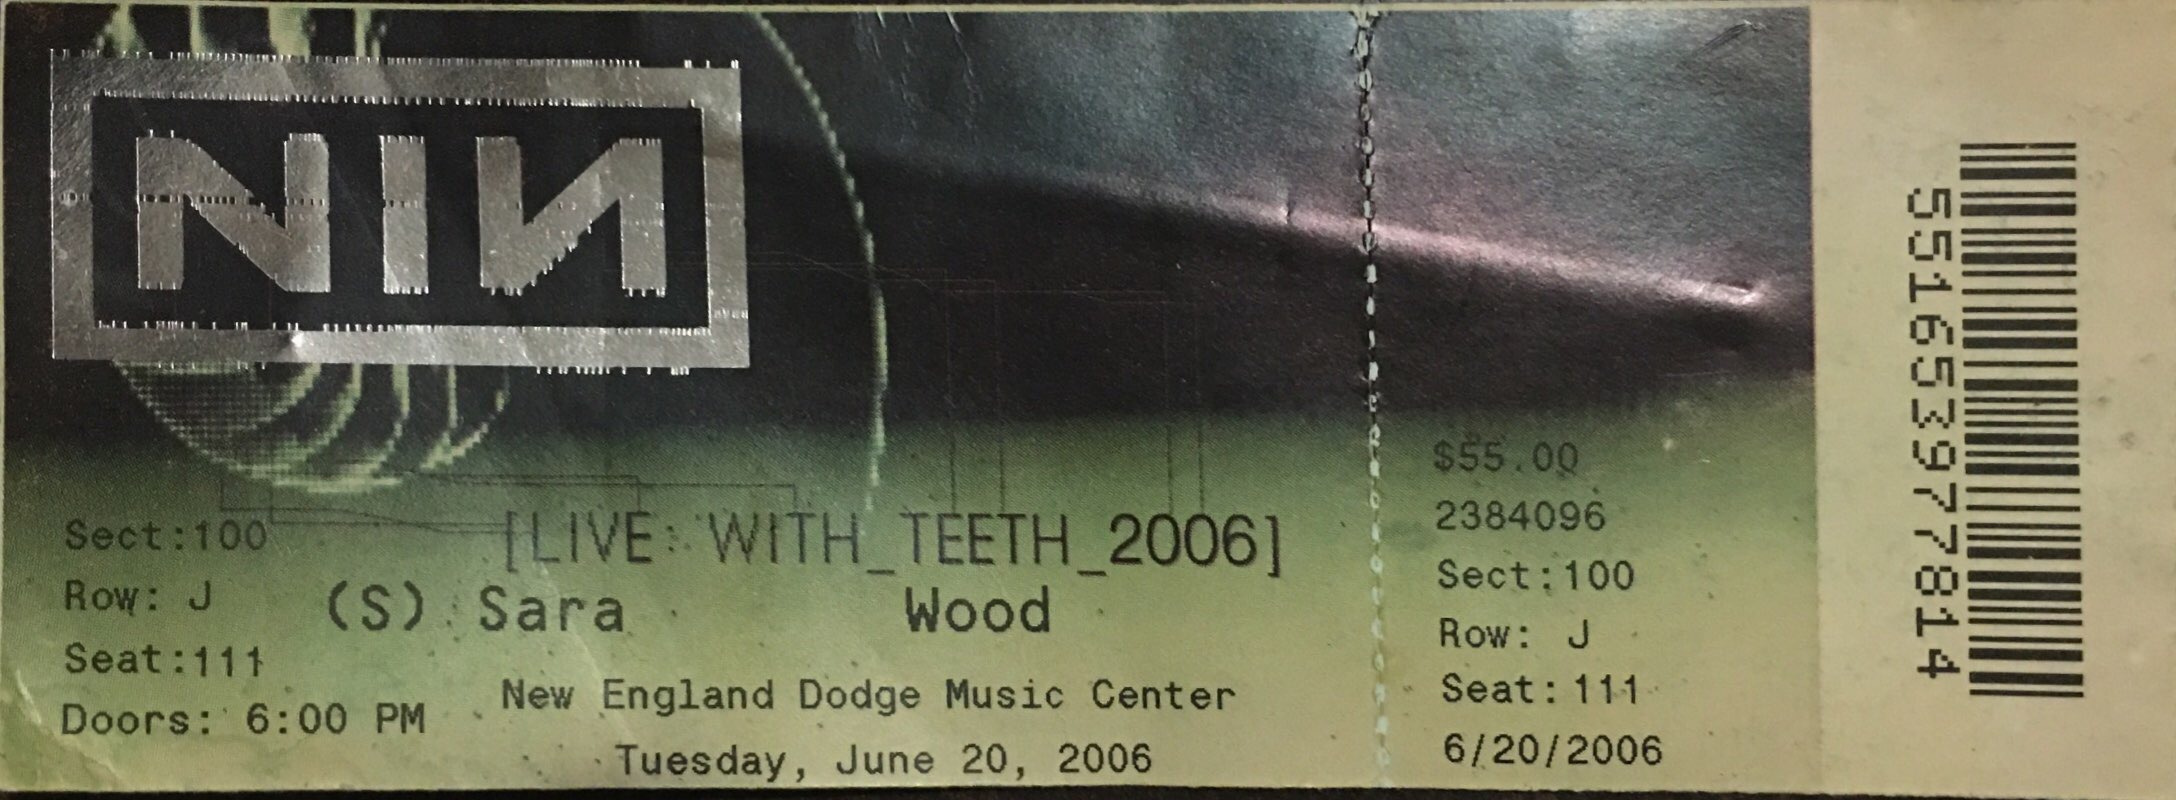 NIN
[LIVE: WITH_TEETH_2006]
Sect:100
Row: J
(S) Sara Wood
Seat:111
Doors: 6:00 PM
New England Dodge Music Center
Tuesday, June 20, 2006
$55.00
2384096
Sect:100
Row: J
Seat:111
6/20/2006
551653977814